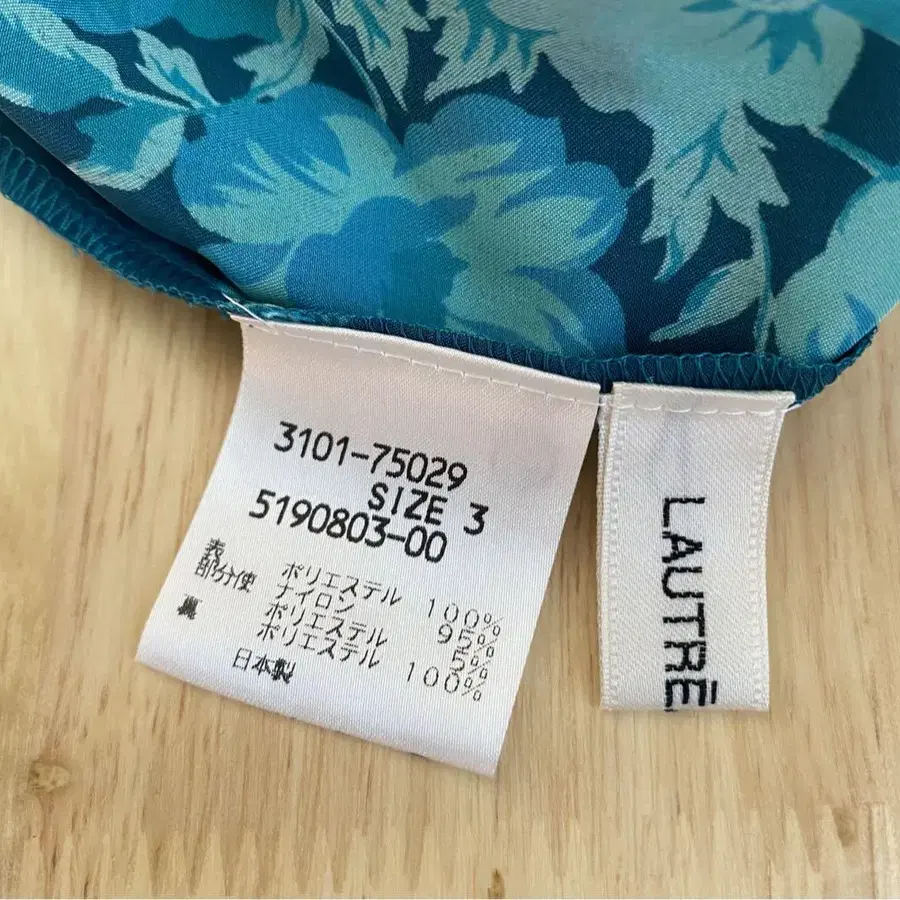 3101-75029
SIZE 3
5190803-00
表 ポリエステル 100%
部分使 ナイロン 95%
ポリエステル 5%
裏 ポリエステル 100%
日本製
LAUTRE